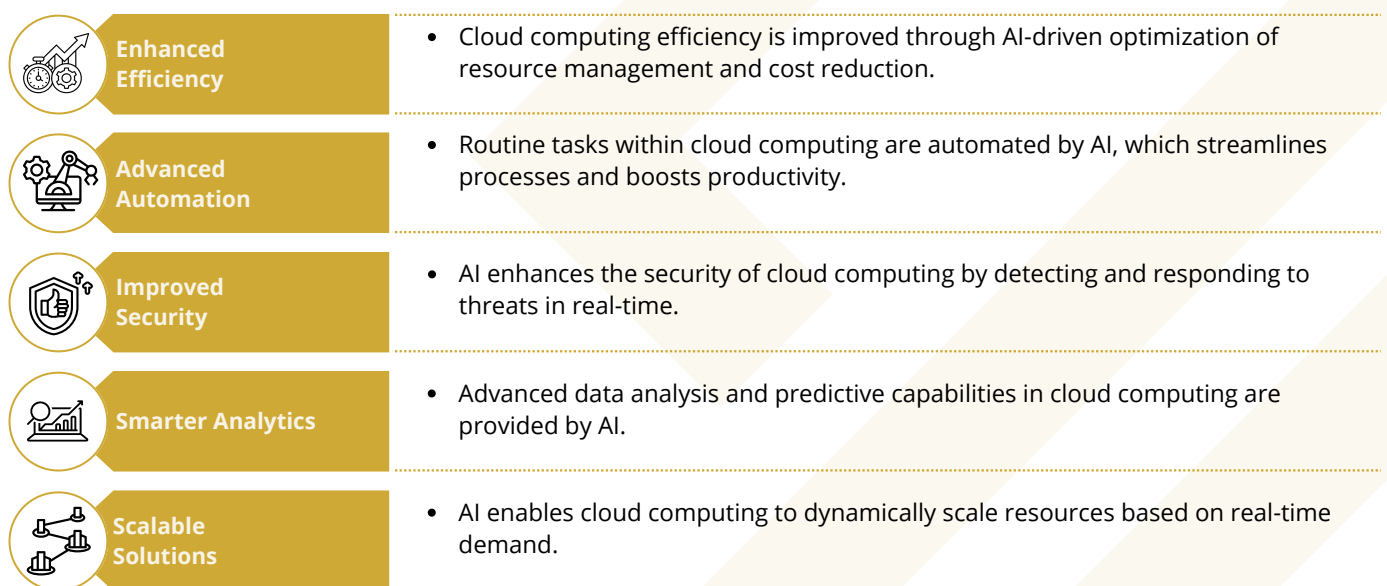 Enhanced
Efficiency
• Cloud computing efficiency is improved through AI-driven optimization of
resource management and cost reduction.
Advanced
Automation
• Routine tasks within cloud computing are automated by AI, which streamlines
processes and boosts productivity.
Improved
Security
• AI enhances the security of cloud computing by detecting and responding to
threats in real-time.
Smarter Analytics
• Advanced data analysis and predictive capabilities in cloud computing are
provided by AI.
Scalable
Solutions
• AI enables cloud computing to dynamically scale resources based on real-time
demand.